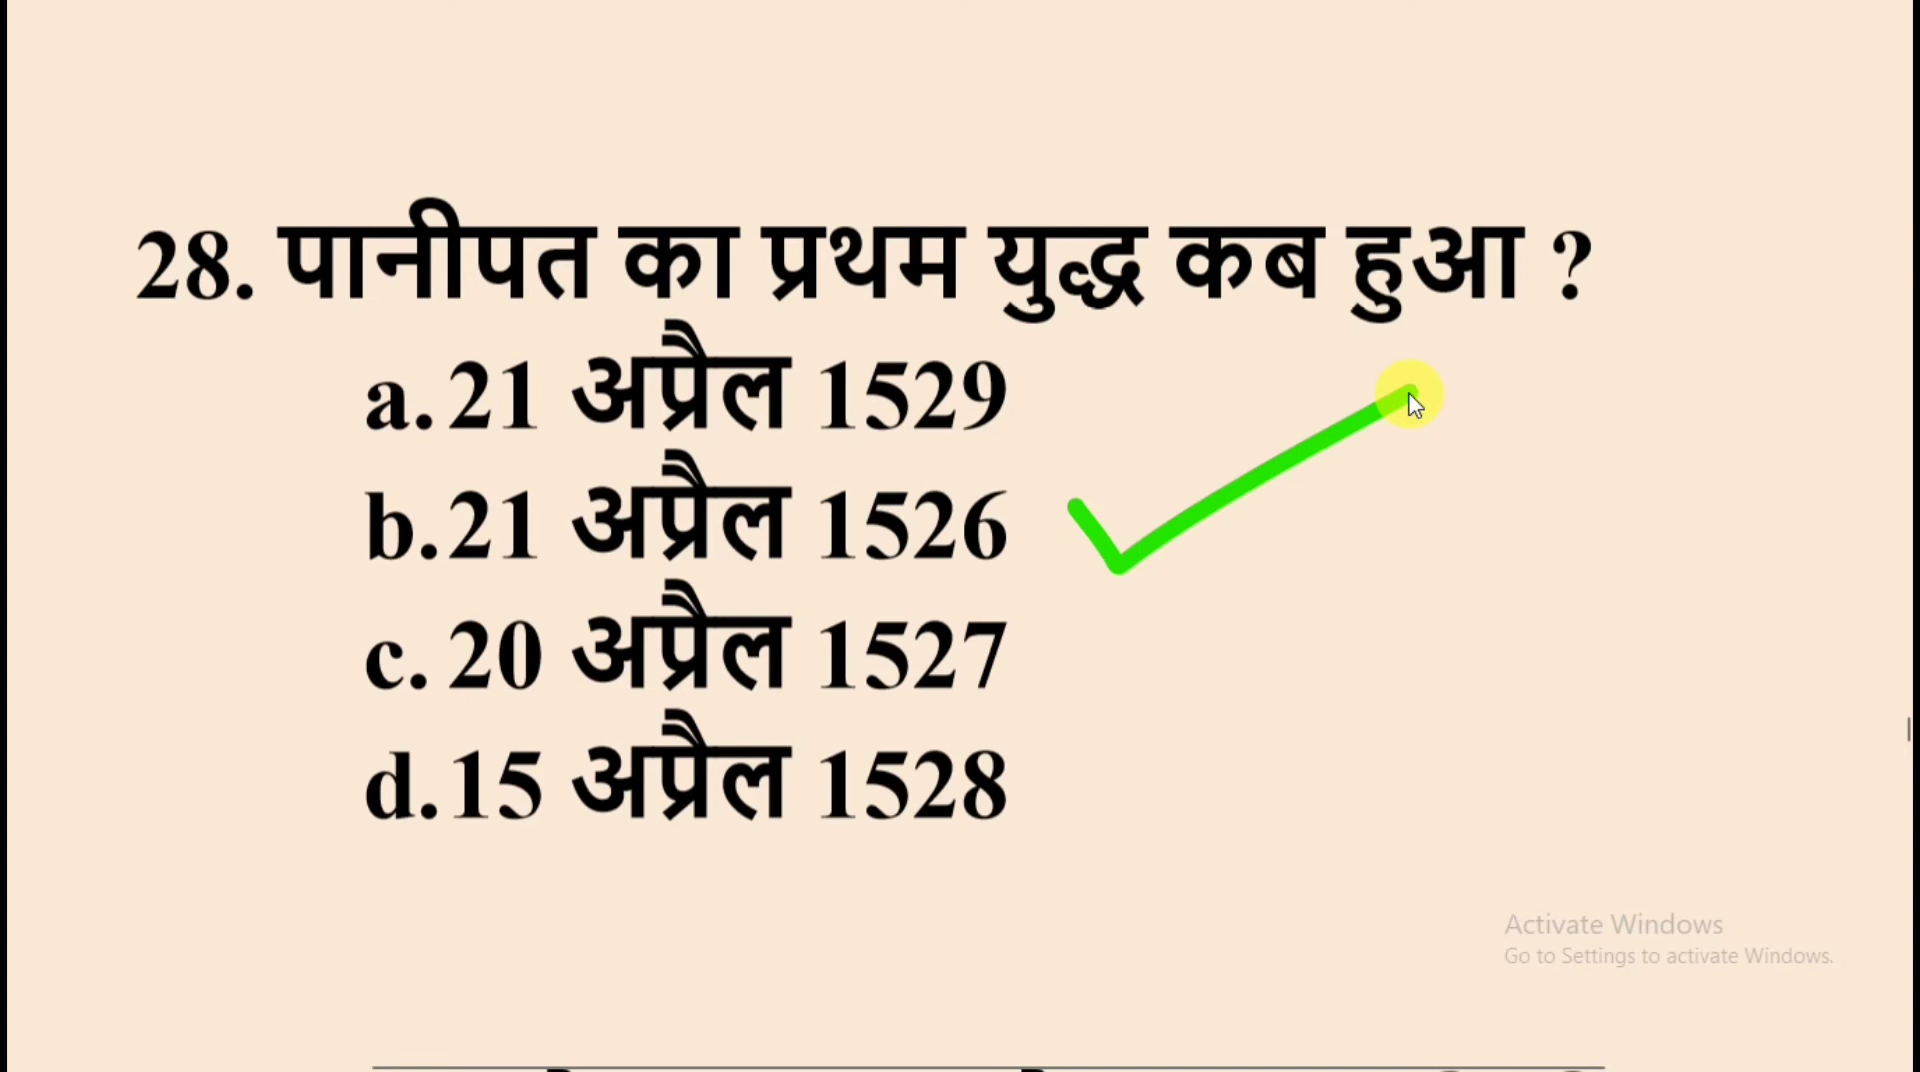 28. पानीपत का प्रथम युद्ध कब हुआ ?
a. 21 अप्रैल 1529
b. 21 अप्रैल 1526
c. 20 अप्रैल 1527
d. 15 अप्रैल 1528
Activate Windows
Go to Settings to activate Windows.